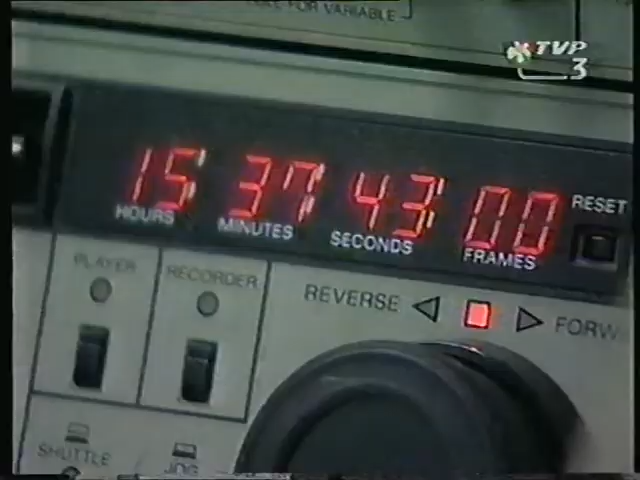 FOR VARIABLE
TVP
3
15 37 43 00
HOURS MINUTES SECONDS FRAMES
RESET
PLAYER RECORDER
REVERSE FORW
SHUTTLE JOG